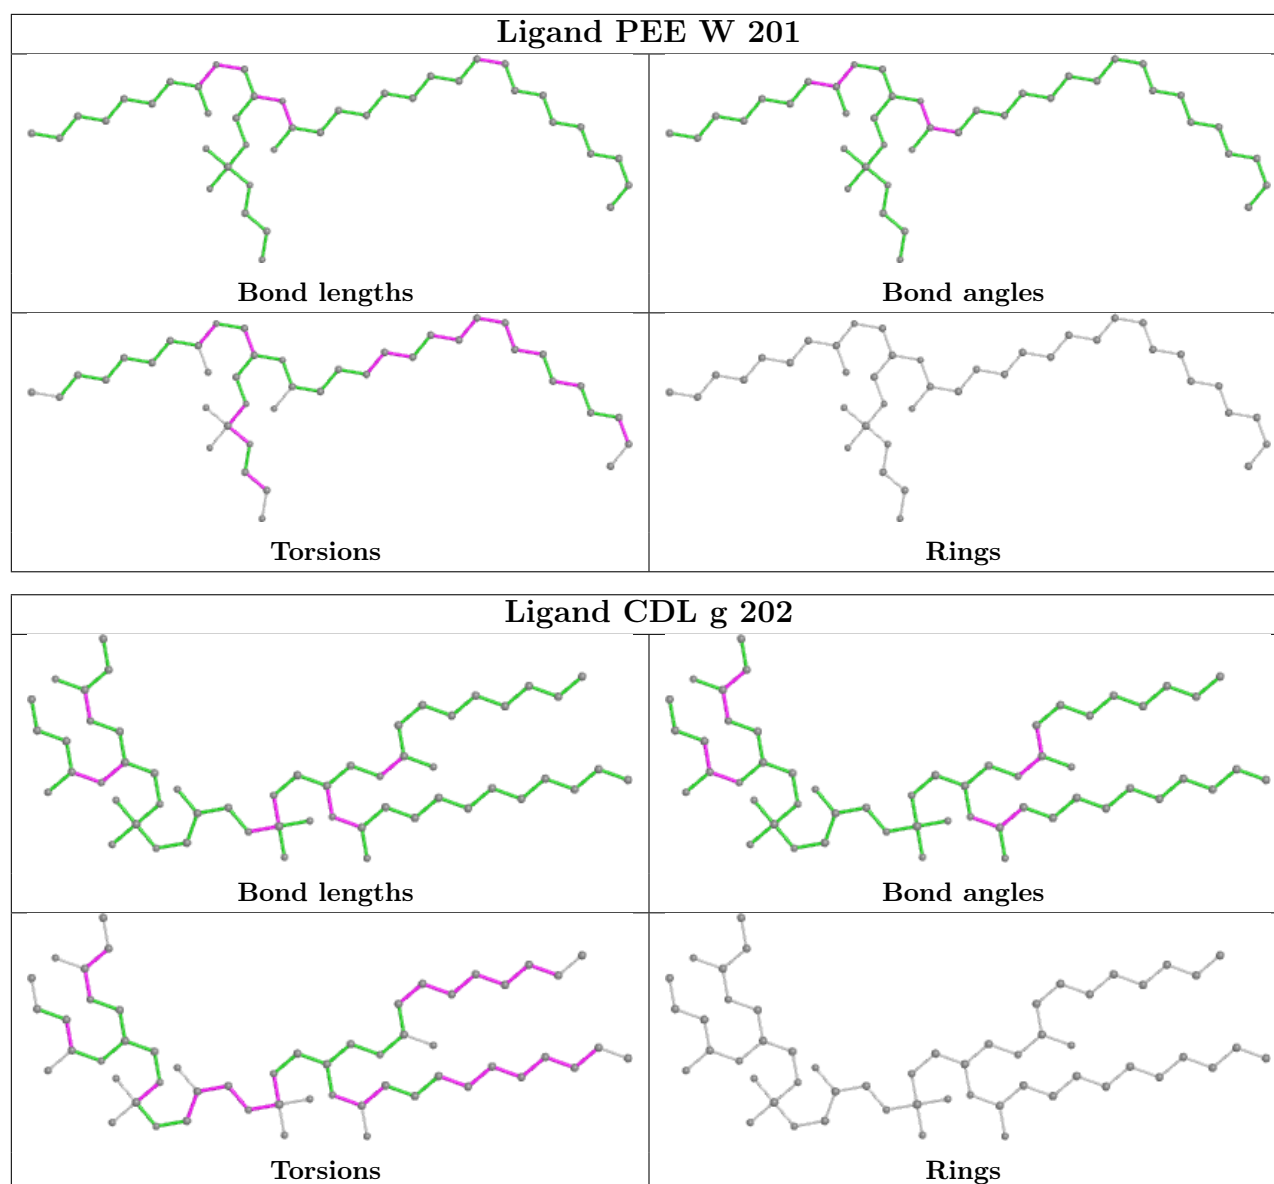 Ligand PEE W 201
Bond lengths
Bond angles
Torsions
Rings
Ligand CDL g 202
Bond lengths
Bond angles
Torsions
Rings